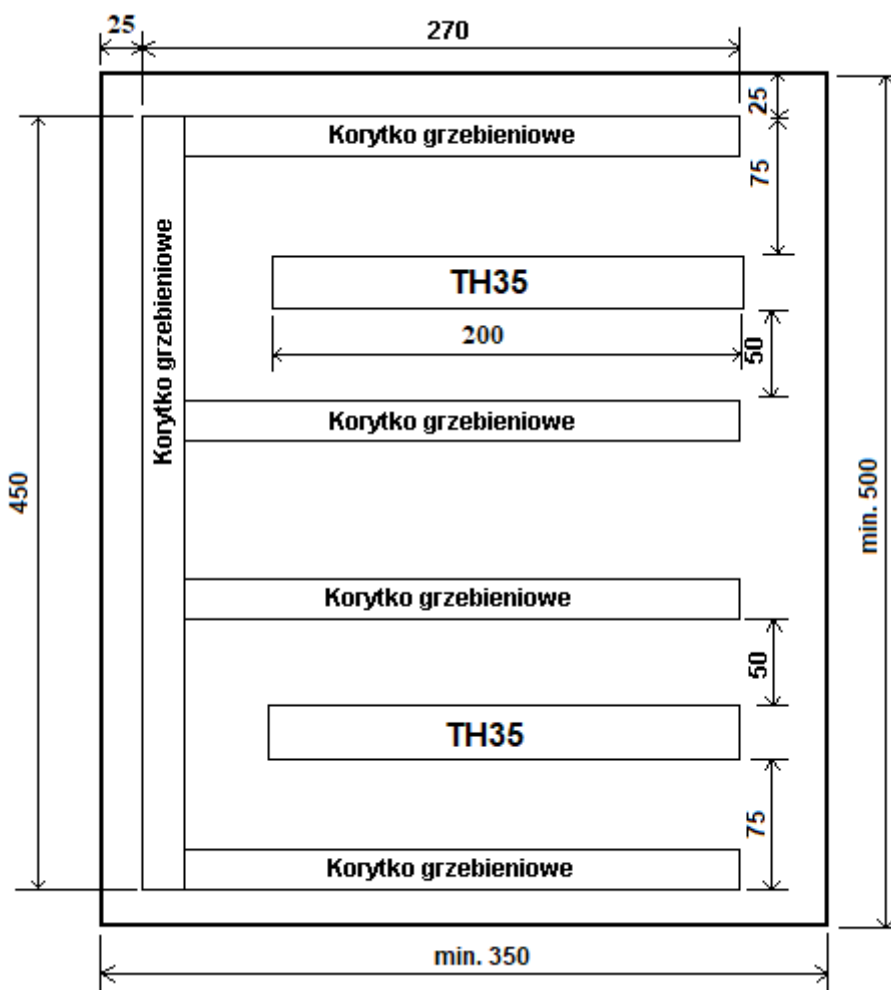 25
270
25
Korytko grzebieniowe
75
Korytko grzebieniowe
TH35
200
50
Korytko grzebieniowe
450
min. 500
Korytko grzebieniowe
50
TH35
75
Korytko grzebieniowe
min. 350